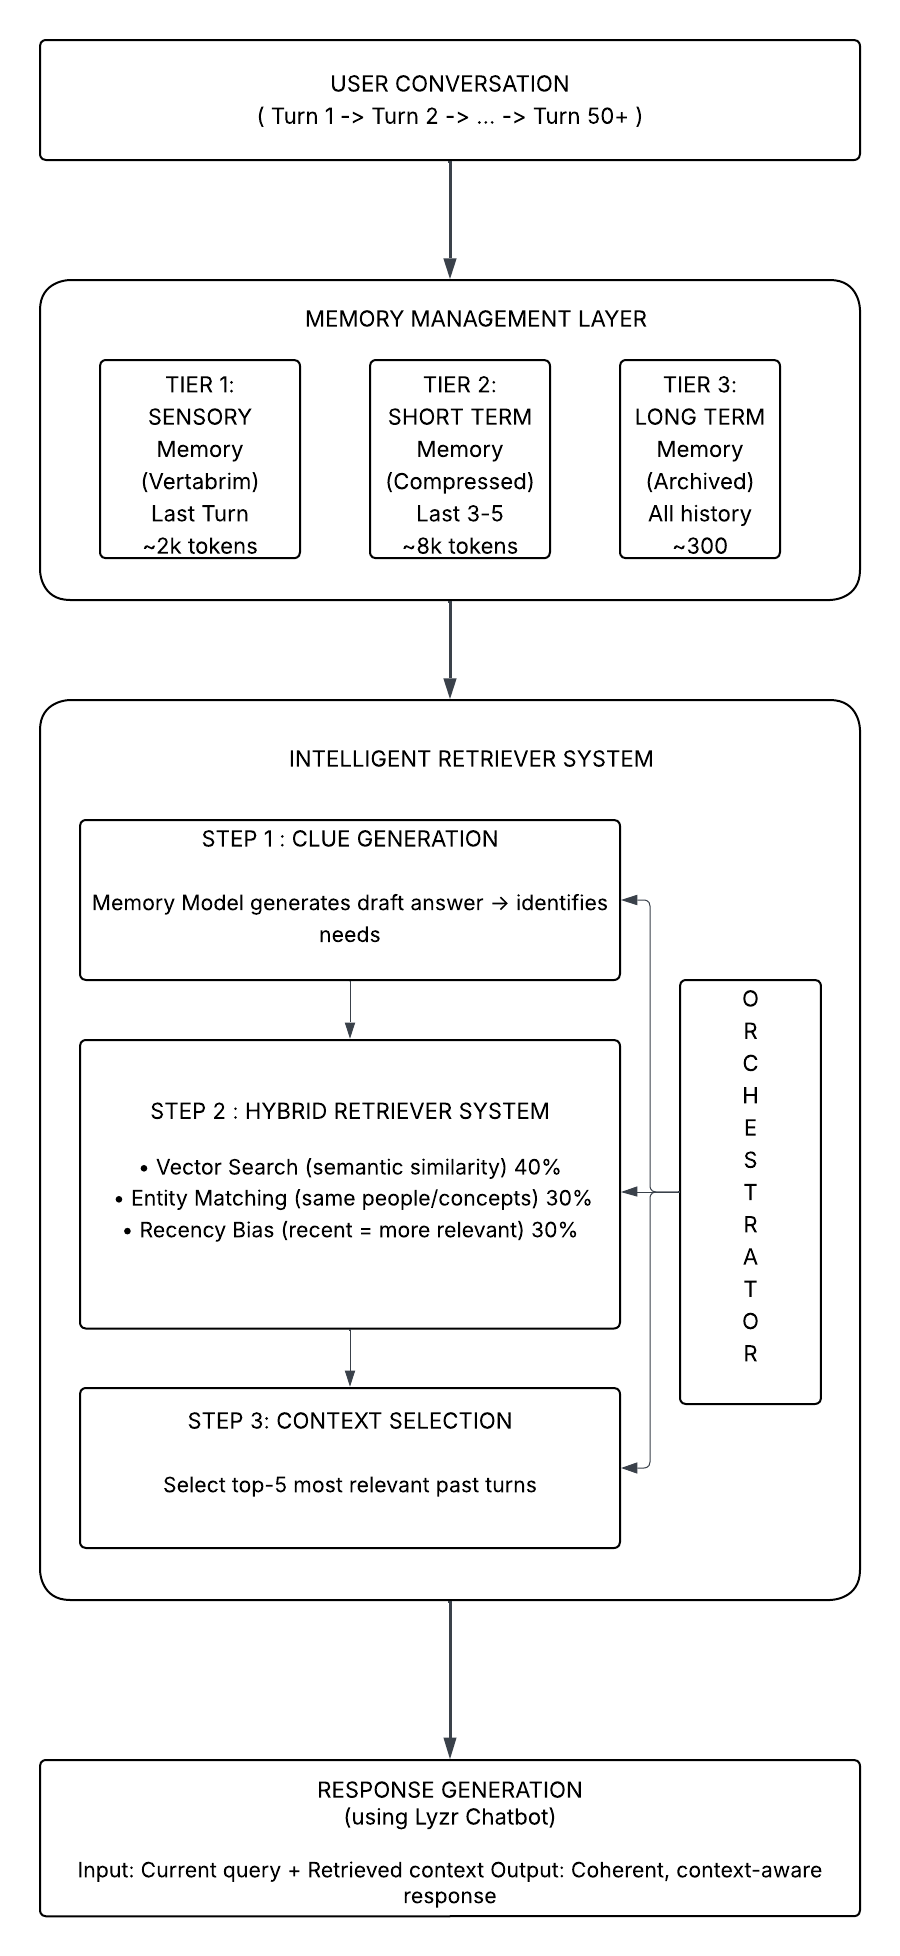 USER CONVERSATION
( Turn 1 -> Turn 2 -> ... -> Turn 50+ )
MEMORY MANAGEMENT LAYER
TIER 1:
SENSORY
Memory
(Vertabrim)
Last Turn
~2k tokens
TIER 2:
SHORT TERM
Memory
(Compressed)
Last 3-5
~8k tokens
TIER 3:
LONG TERM
Memory
(Archived)
All history
~300
INTELLIGENT RETRIEVER SYSTEM
STEP 1 : CLUE GENERATION
Memory Model generates draft answer → identifies
needs
STEP 2 : HYBRID RETRIEVER SYSTEM
• Vector Search (semantic similarity) 40%
• Entity Matching (same people/concepts) 30%
• Recency Bias (recent = more relevant) 30%
STEP 3: CONTEXT SELECTION
Select top-5 most relevant past turns
O
R
C
H
E
S
T
R
A
T
O
R
RESPONSE GENERATION
(using Lyzr Chatbot)
Input: Current query + Retrieved context Output: Coherent, context-aware
response